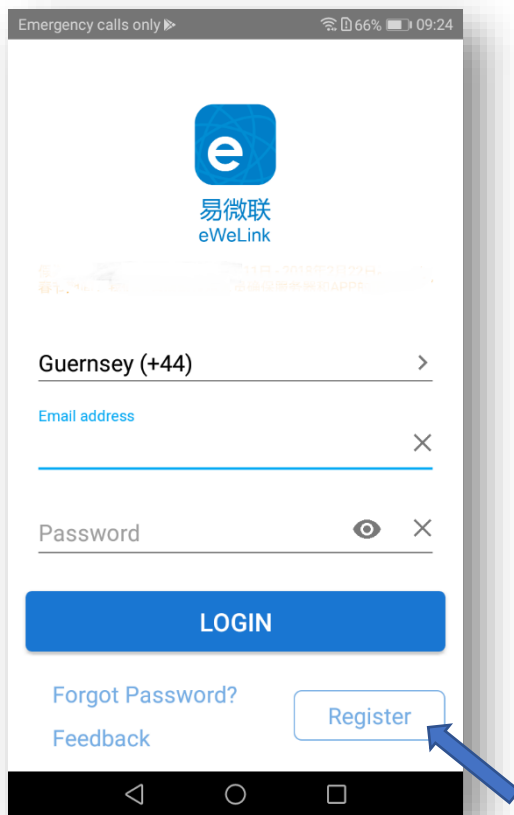 Emergency calls only 66% 09:24
e
易微联
eWeLink
Guernsey (+44)
Email address
Password
LOGIN
Forgot Password?
Register
Feedback